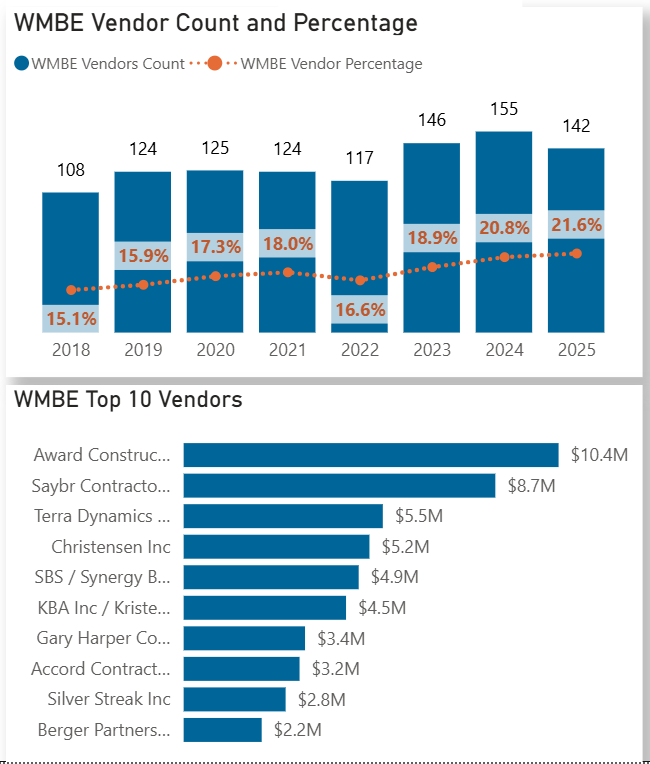 WMBE Vendor Count and Percentage
WMBE Vendors Count WMBE Vendor Percentage
108 124 125 124 117 146 155 142
15.1% 15.9% 17.3% 18.0% 16.6% 18.9% 20.8% 21.6%
2018 2019 2020 2021 2022 2023 2024 2025
WMBE Top 10 Vendors
Award Construc... $10.4M
Saybr Contracto... $8.7M
Terra Dynamics ... $5.5M
Christensen Inc $5.2M
SBS / Synergy B... $4.9M
KBA Inc / Kriste... $4.5M
Gary Harper Co... $3.4M
Accord Contract... $3.2M
Silver Streak Inc $2.8M
Berger Partners... $2.2M